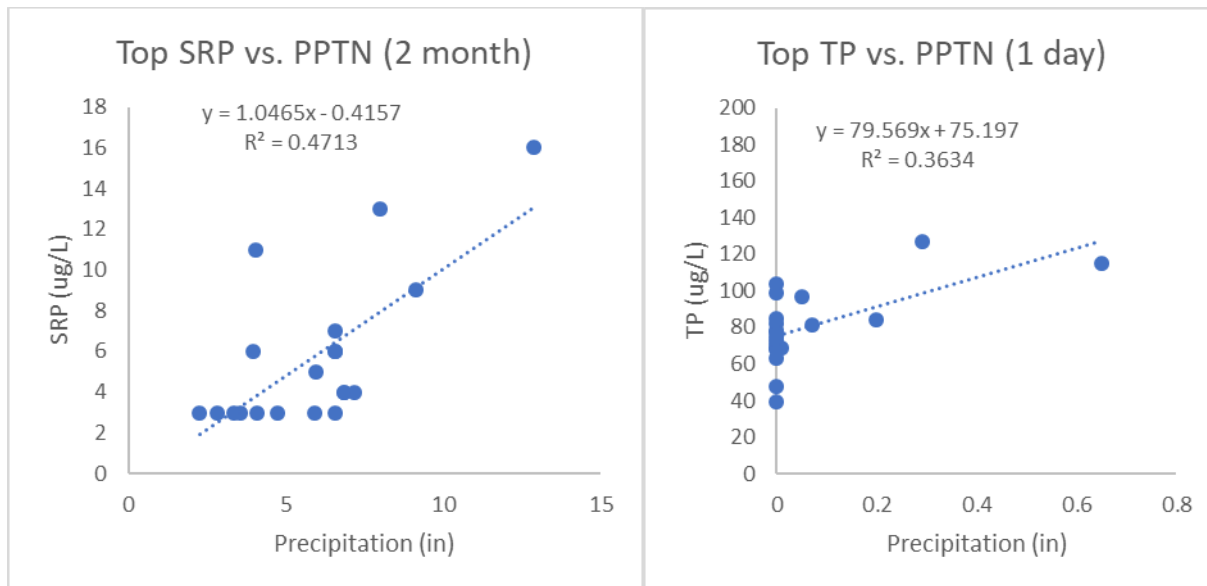 Top SRP vs. PPTN (2 month)
y = 1.0465x - 0.4157
R² = 0.4713
SRP (ug/L)
18
16
14
12
10
8
6
4
2
0
0 5 10 15
Precipitation (in)
Top TP vs. PPTN (1 day)
y = 79.569x + 75.197
R² = 0.3634
TP (ug/L)
200
180
160
140
120
100
80
60
40
20
0
0 0.2 0.4 0.6 0.8
Precipitation (in)